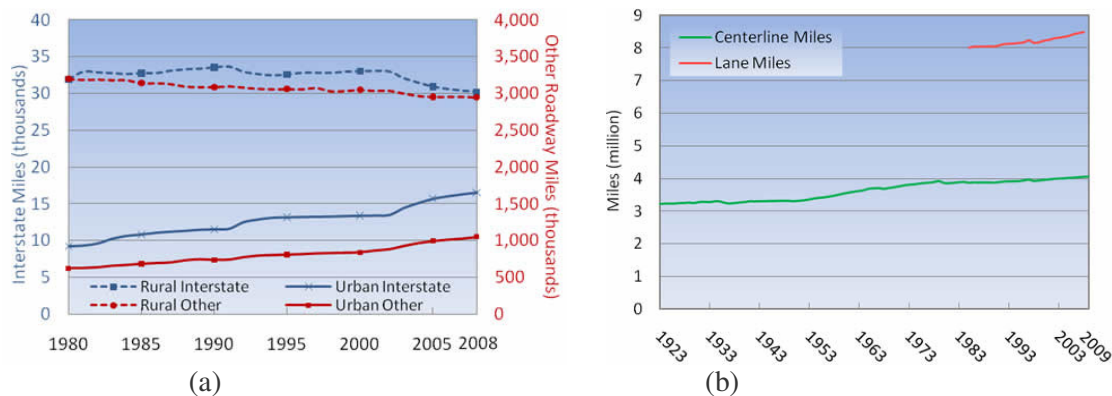 40
35
30
25
20
15
10
5
0
Interstate Miles (thousands)
4,000
3,500
3,000
2,500
2,000
1,500
1,000
500
0
Other Roadway Miles (thousands)
Rural Interstate
Urban Interstate
Rural Other
Urban Other
1980 1985 1990 1995 2000 2005 2008
(a)
9
8
7
6
5
4
3
2
1
0
Miles (million)
Centerline Miles
Lane Miles
1923 1933 1943 1953 1963 1973 1983 1993 2003 2009
(b)